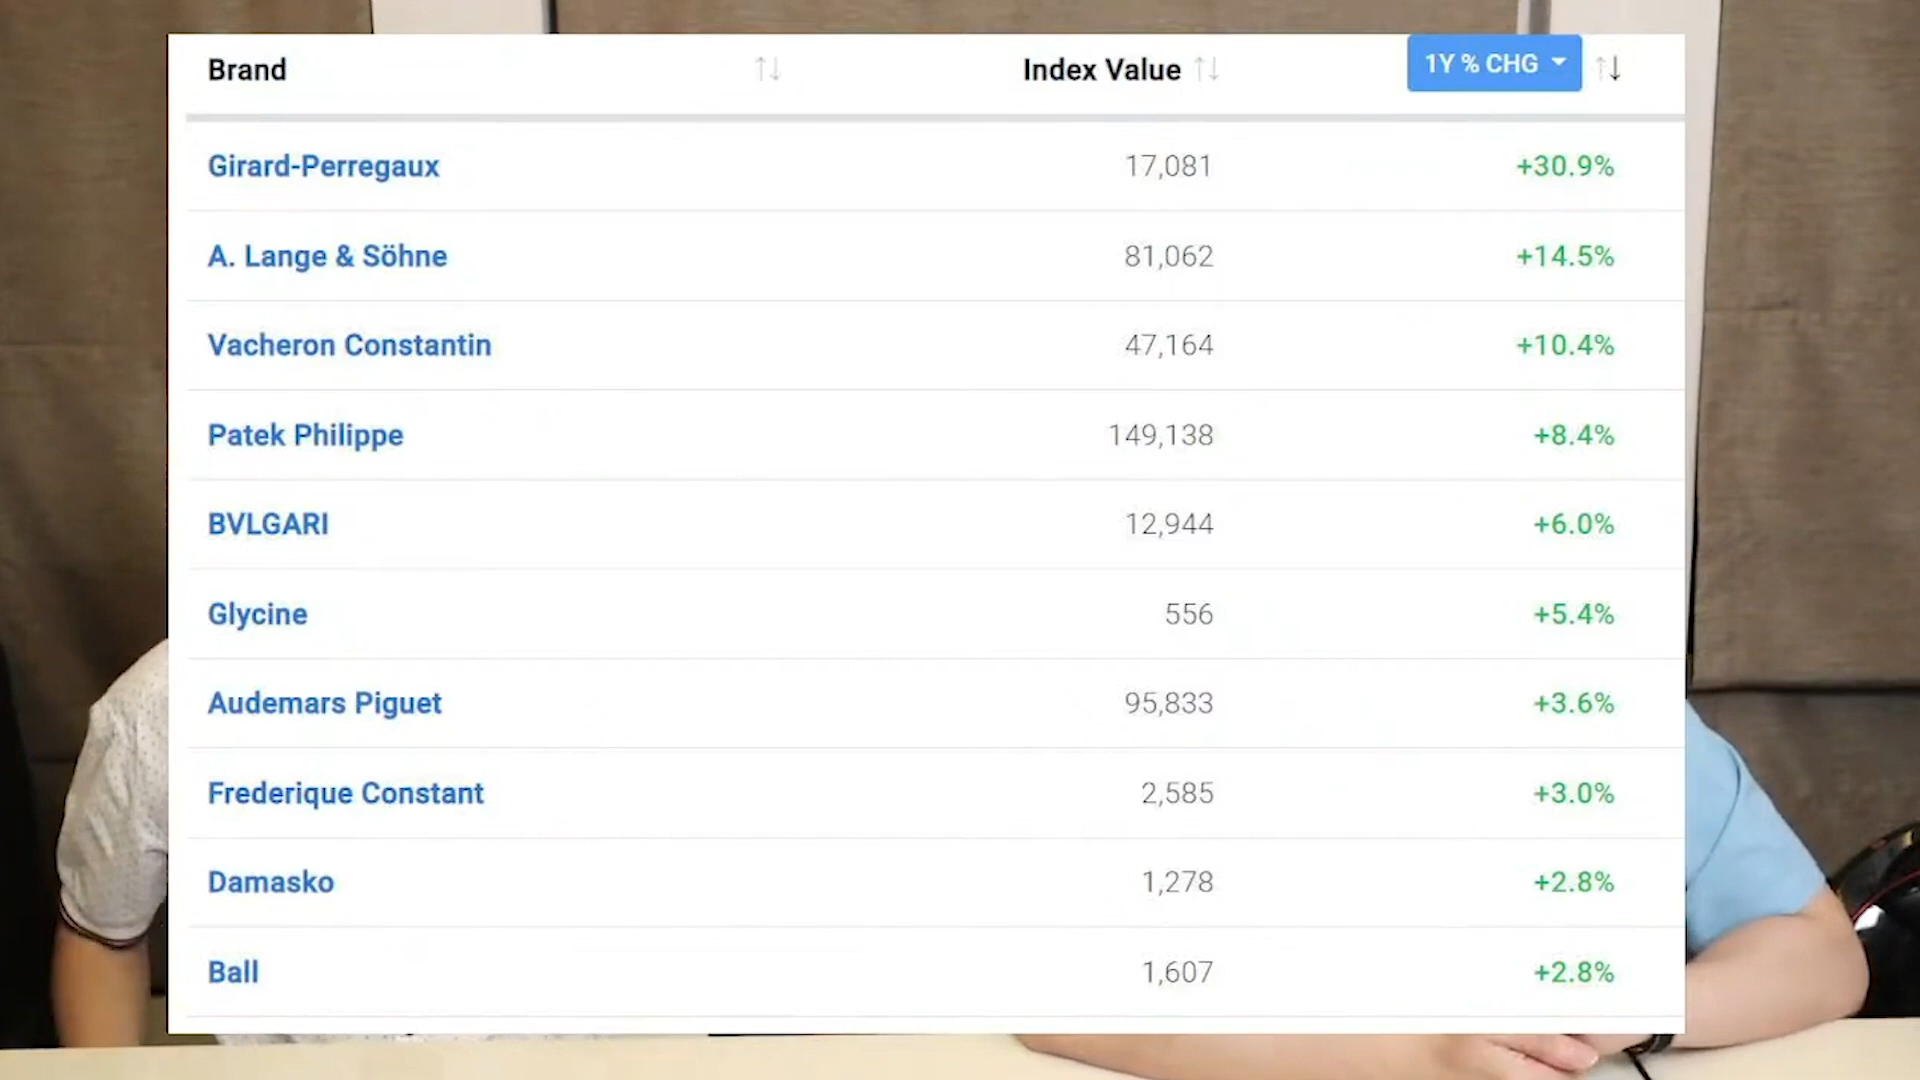 Brand Index Value 1Y % CHG
Girard-Perregaux 17,081 +30.9%
A. Lange & Söhne 81,062 +14.5%
Vacheron Constantin 47,164 +10.4%
Patek Philippe 149,138 +8.4%
BVLGARI 12,944 +6.0%
Glycine 556 +5.4%
Audemars Piguet 95,833 +3.6%
Frederique Constant 2,585 +3.0%
Damasko 1,278 +2.8%
Ball 1,607 +2.8%